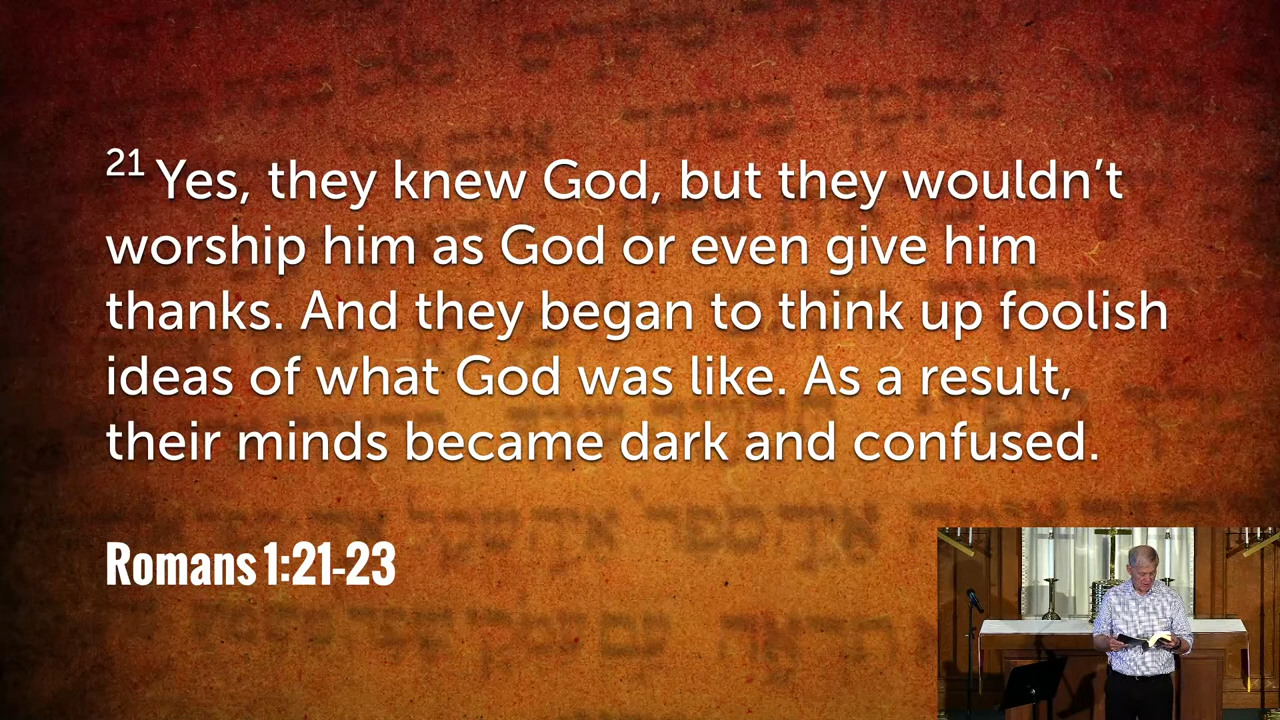 21 Yes, they knew God, but they wouldn’t
worship him as God or even give him
thanks. And they began to think up foolish
ideas of what God was like. As a result,
their minds became dark and confused.
Romans 1:21-23